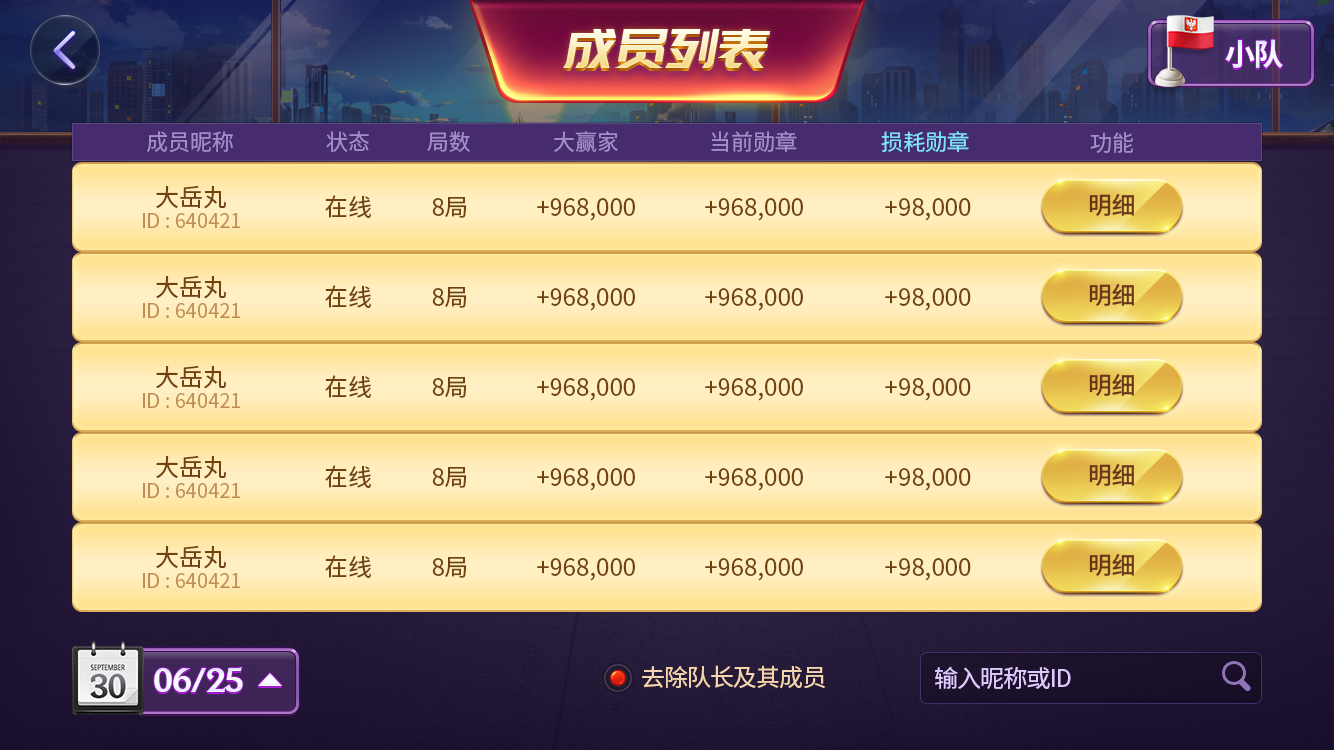 成员列表
小队
成员昵称 状态 局数 大赢家 当前勋章 损耗勋章 功能
大岳丸
ID : 640421
在线 8局 +968,000 +968,000 +98,000 明细
大岳丸
ID : 640421
在线 8局 +968,000 +968,000 +98,000 明细
大岳丸
ID : 640421
在线 8局 +968,000 +968,000 +98,000 明细
大岳丸
ID : 640421
在线 8局 +968,000 +968,000 +98,000 明细
大岳丸
ID : 640421
在线 8局 +968,000 +968,000 +98,000 明细
SEPTEMBER
30
06/25
去除队长及其成员
输入昵称或ID